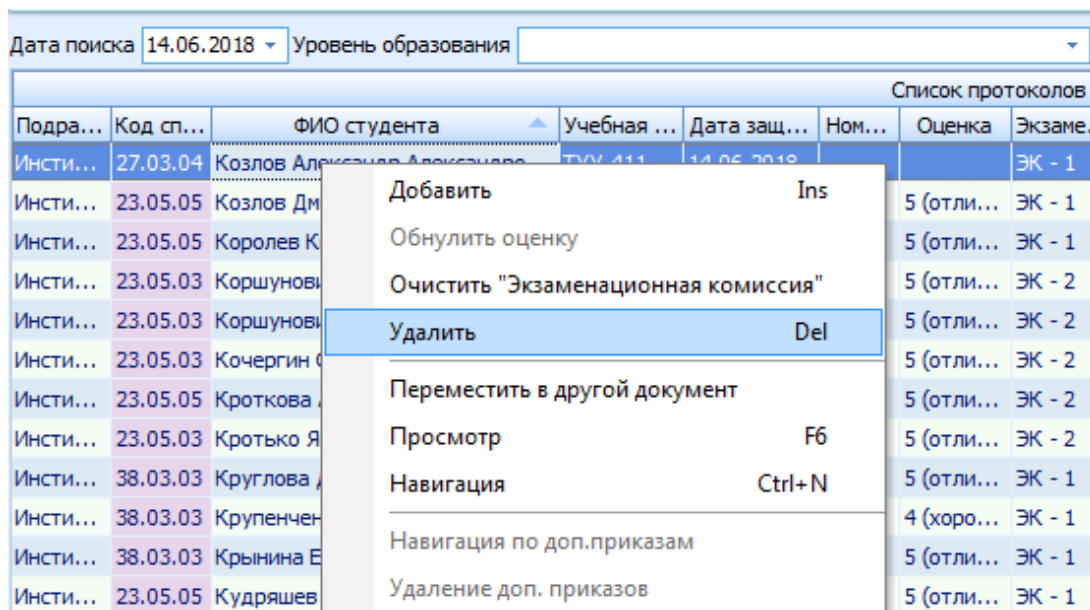 Дата поиска 14.06.2018 Уровень образования
Список протоколов
Подра... Код сп... ФИО студента Учебная ... Дата защ... Ном... Оценка Экзаме.
Инсти... 27.03.04 Козлов Александр Александро ТУУ-411 14.06.2018 ЭК - 1
Добавить Ins
Инсти... 23.05.05 Козлов Дм 5 (отли... ЭК - 1
Обнулить оценку
Инсти... 23.05.05 Королев К 5 (отли... ЭК - 1
Очистить "Экзаменационная комиссия"
Инсти... 23.05.03 Коршунови 5 (отли... ЭК - 2
Удалить Del
Инсти... 23.05.03 Коршунови 5 (отли... ЭК - 2
Инсти... 23.05.03 Кочергин 5 (отли... ЭК - 2
Переместить в другой документ
Инсти... 23.05.05 Кроткова 5 (отли... ЭК - 2
Просмотр F6
Инсти... 23.05.03 Кротько Я 5 (отли... ЭК - 2
Навигация Ctrl+N
Инсти... 38.03.03 Круглова 5 (отли... ЭК - 1
Инсти... 38.03.03 Крупенчен 4 (хоро... ЭК - 1
Навигация по доп.приказам
Инсти... 38.03.03 Крынина Е 5 (отли... ЭК - 1
Удаление доп. приказов
Инсти... 23.05.05 Кудряшев 5 (отли... ЭК - 1